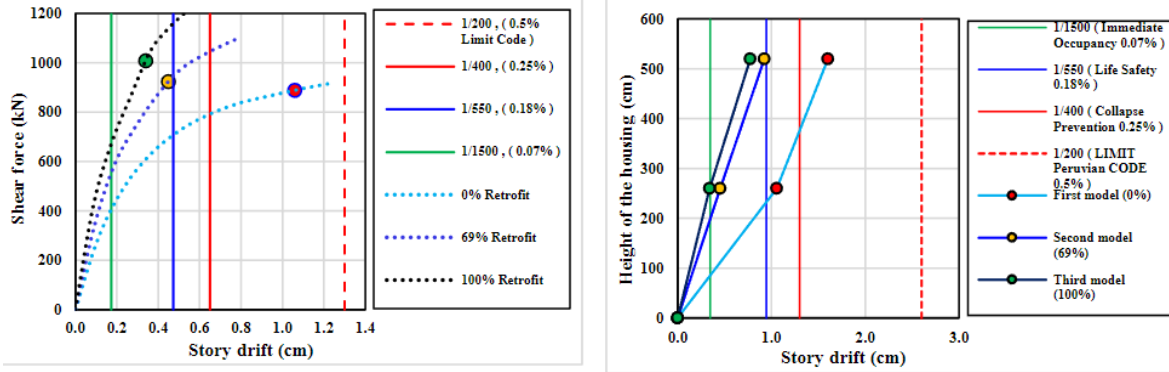 1200
1000
800
600
400
200
0
Shear force (kN)
0.0 0.2 0.4 0.6 0.8 1.0 1.2 1.4
Story drift (cm)
1/200 , ( 0.5%
Limit Code )
1/400 , ( 0.25%)
1/550 , ( 0.18% )
1/1500 , ( 0.07% )
0% Retrofit
69% Retrofit
100% Retrofit
600
500
400
300
200
100
0
Height of the housing (cm)
0.0 1.0 2.0 3.0
Story drift (cm)
1/1500 ( Immediate
Occupancy 0.07% )
1/550 ( Life Safety
0.18% )
1/400 ( Collapse
Prevention 0.25% )
1/200 ( LIMIT
Peruvian CODE
0.5% )
First model (0%)
Second model
(69%)
Third model
(100%)